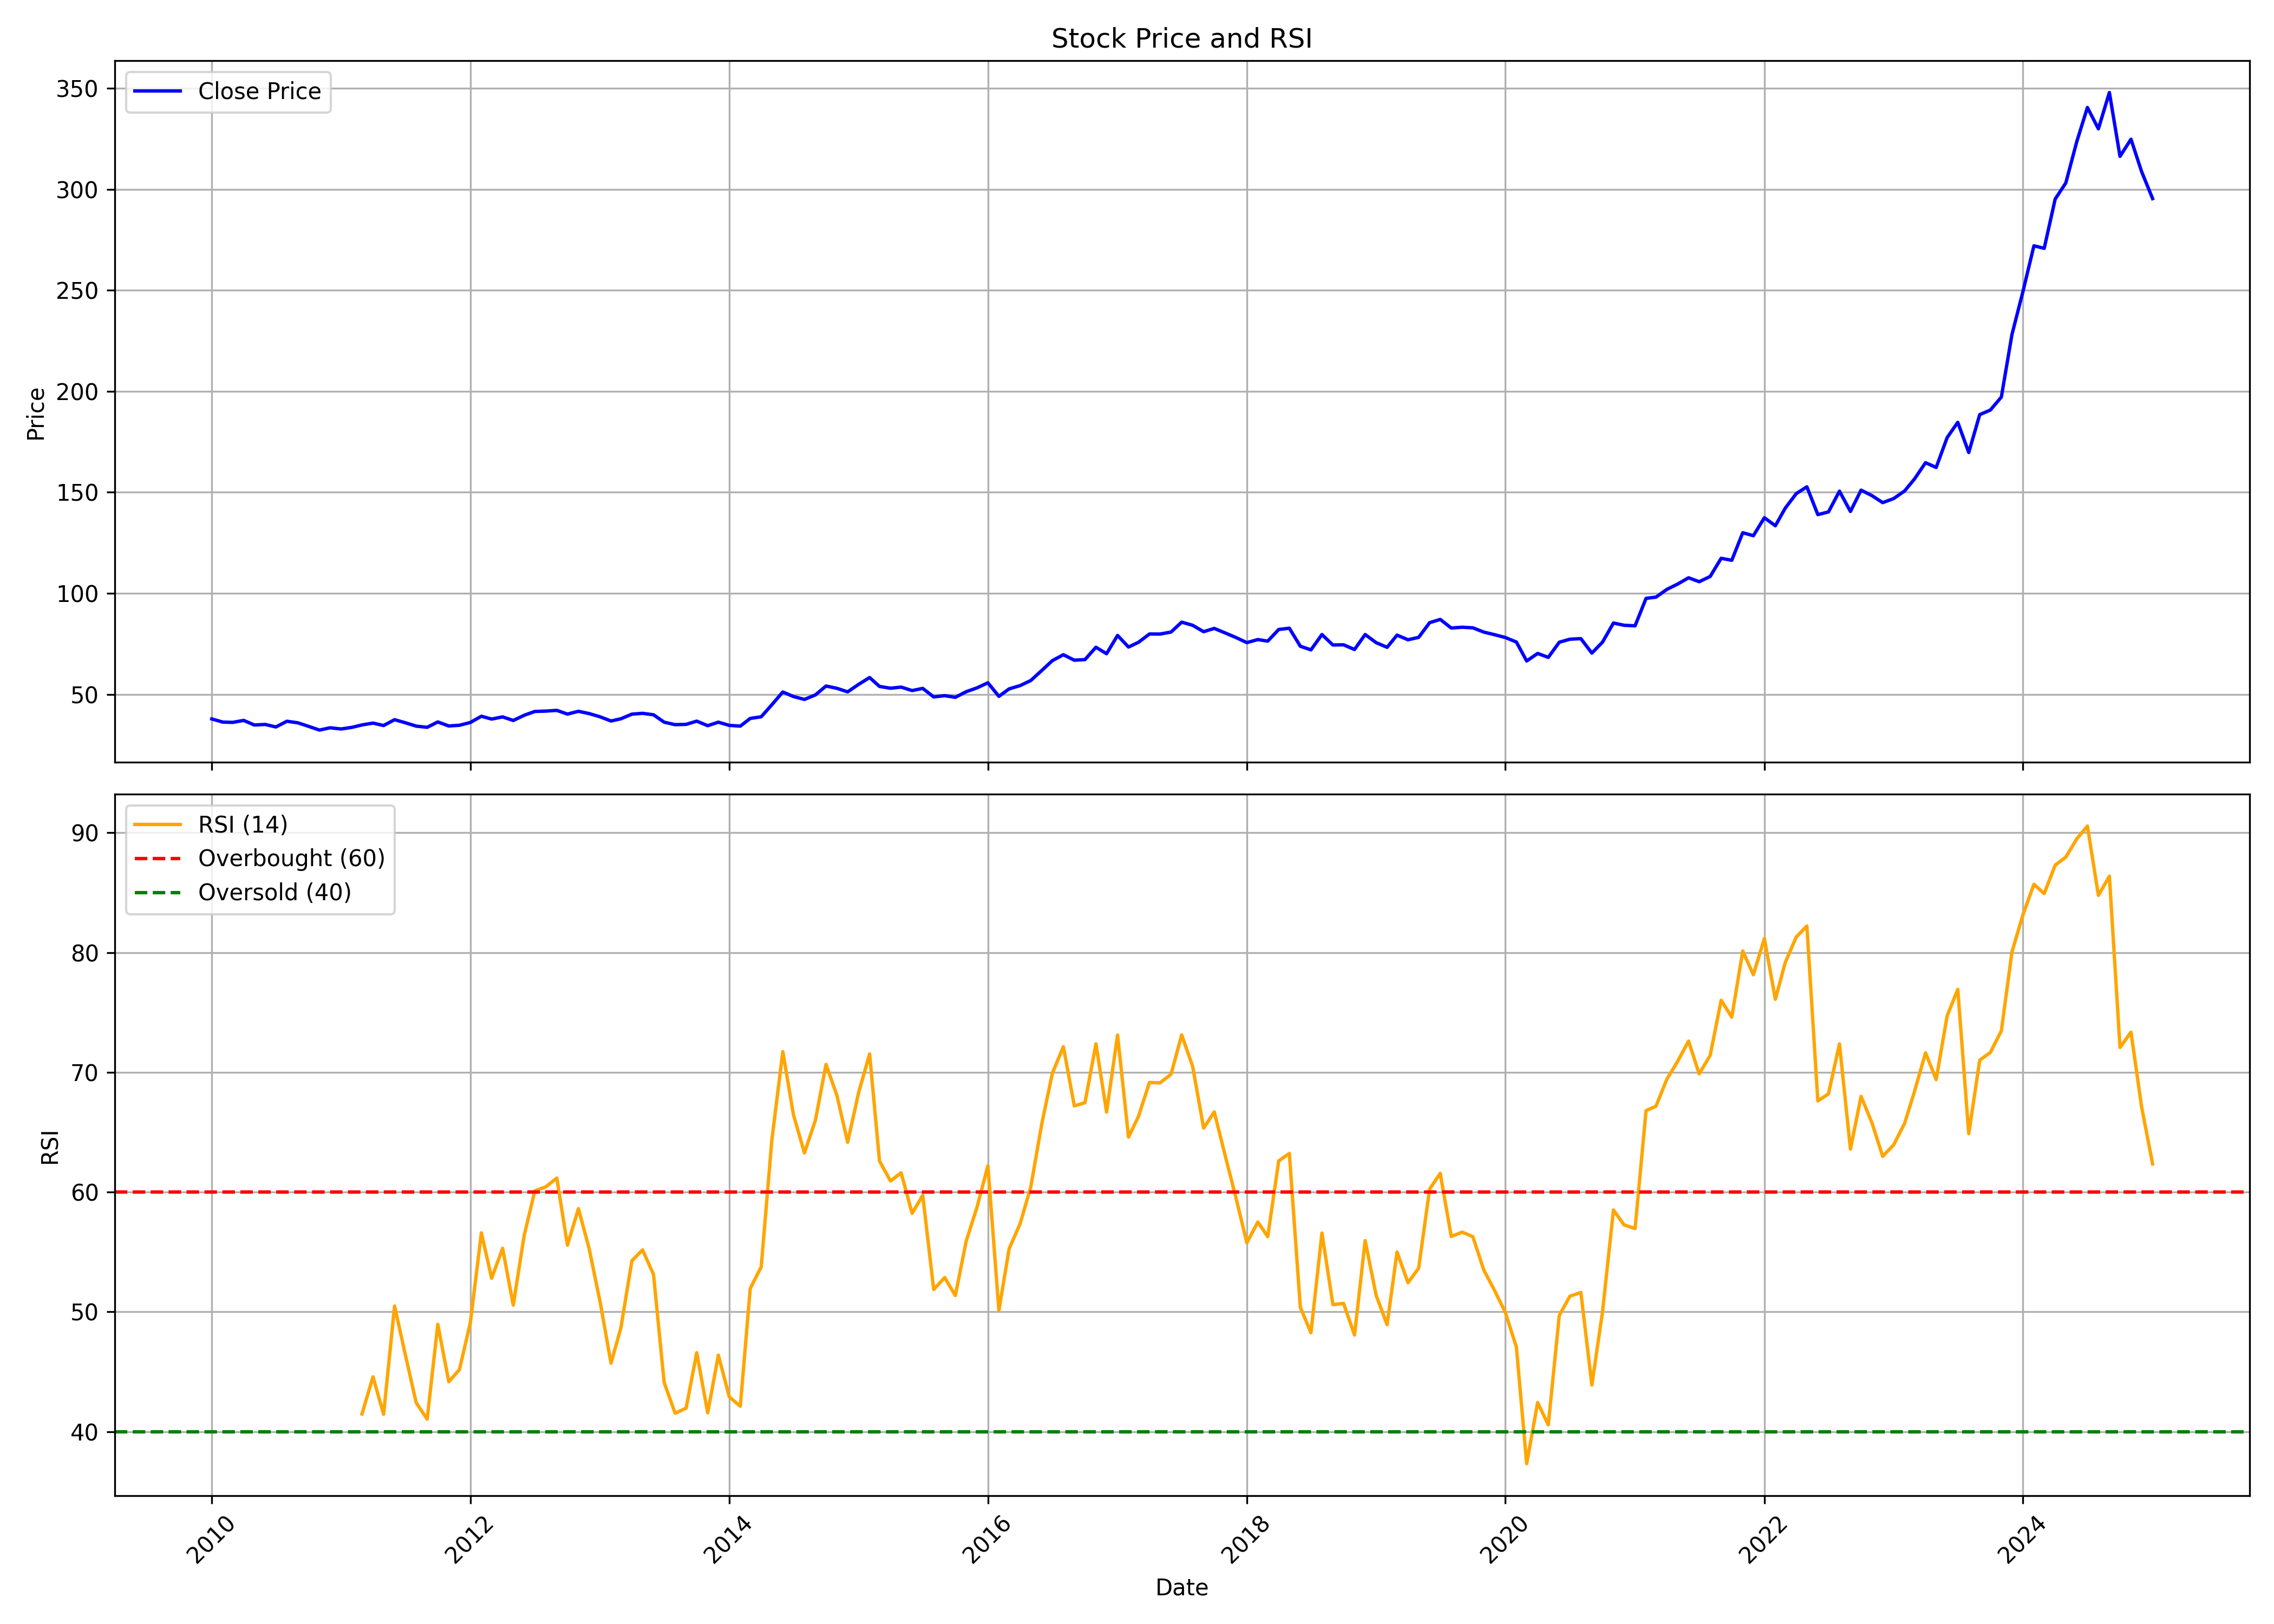 Stock Price and RSI
Close Price
350
300
250
200
150
100
50
Price
RSI (14)
Overbought (60)
Oversold (40)
90
80
70
60
50
40
RSI
2010
2012
2014
2016
2018
2020
2022
2024
Date